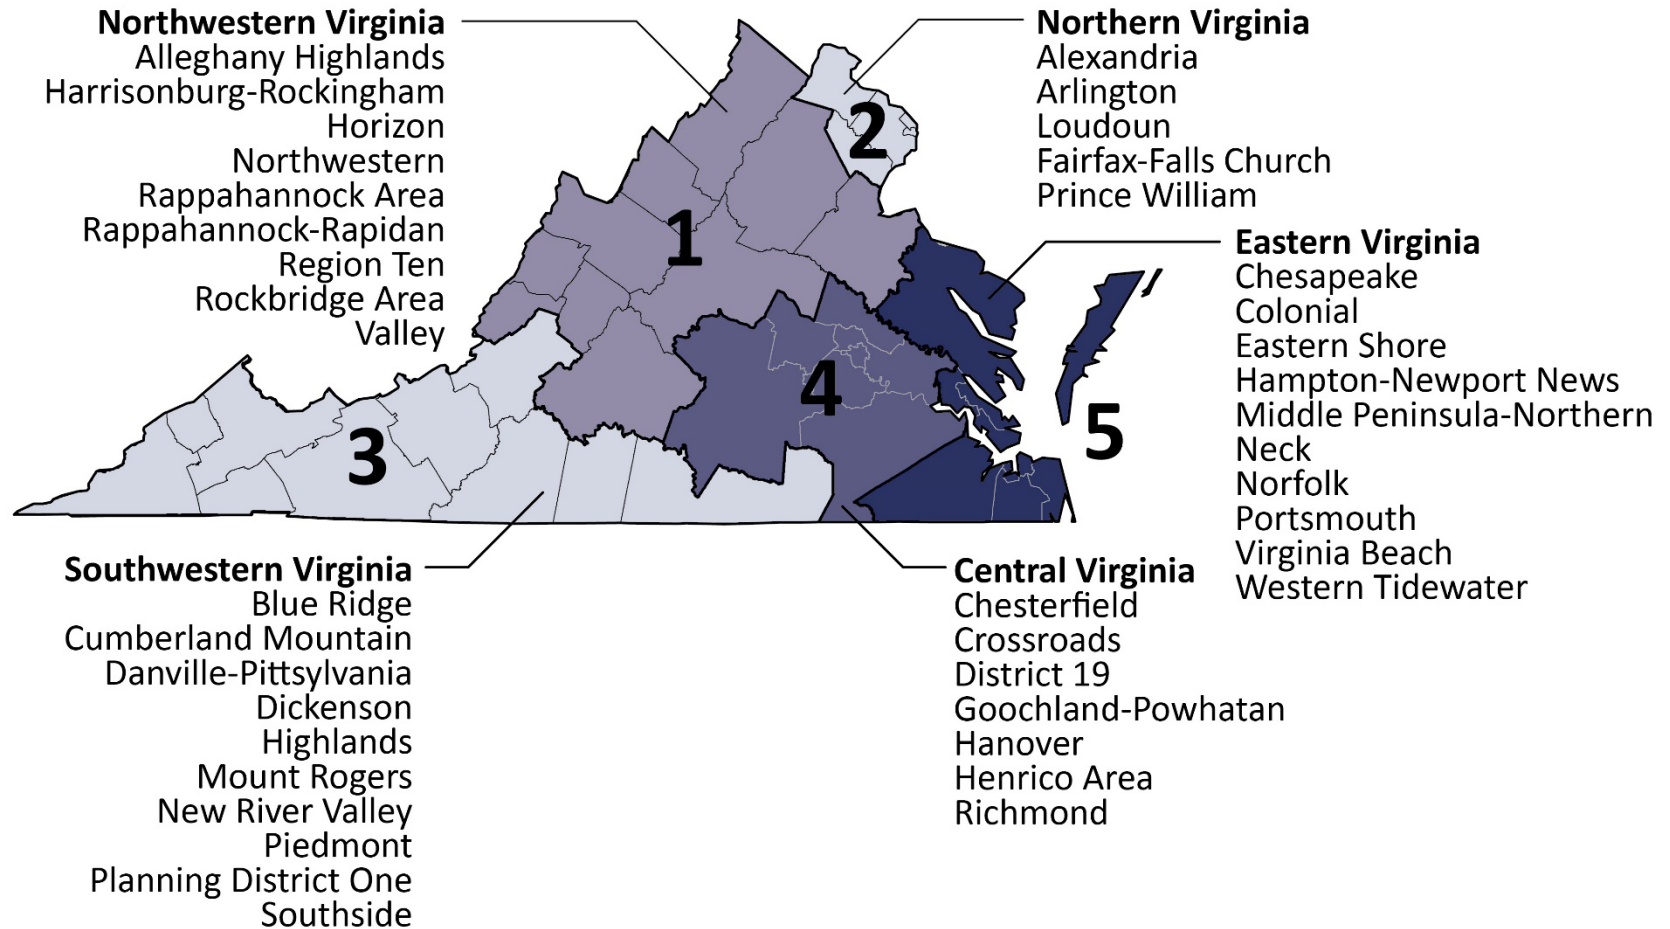 Northwestern Virginia
Alleghany Highlands
Harrisonburg-Rockingham
Horizon
Northwestern
Rappahannock Area
Rappahannock-Rapidan
Region Ten
Rockbridge Area
Valley
Northern Virginia
Alexandria
Arlington
Loudoun
Fairfax-Falls Church
Prince William
Eastern Virginia
Chesapeake
Colonial
Eastern Shore
Hampton-Newport News
Middle Peninsula-Northern
Neck
Norfolk
Portsmouth
Virginia Beach
Western Tidewater
1
2
3
4
5
Southwestern Virginia
Blue Ridge
Cumberland Mountain
Danville-Pittsylvania
Dickenson
Highlands
Mount Rogers
New River Valley
Piedmont
Planning District One
Southside
Central Virginia
Chesterfield
Crossroads
District 19
Goochland-Powhatan
Hanover
Henrico Area
Richmond